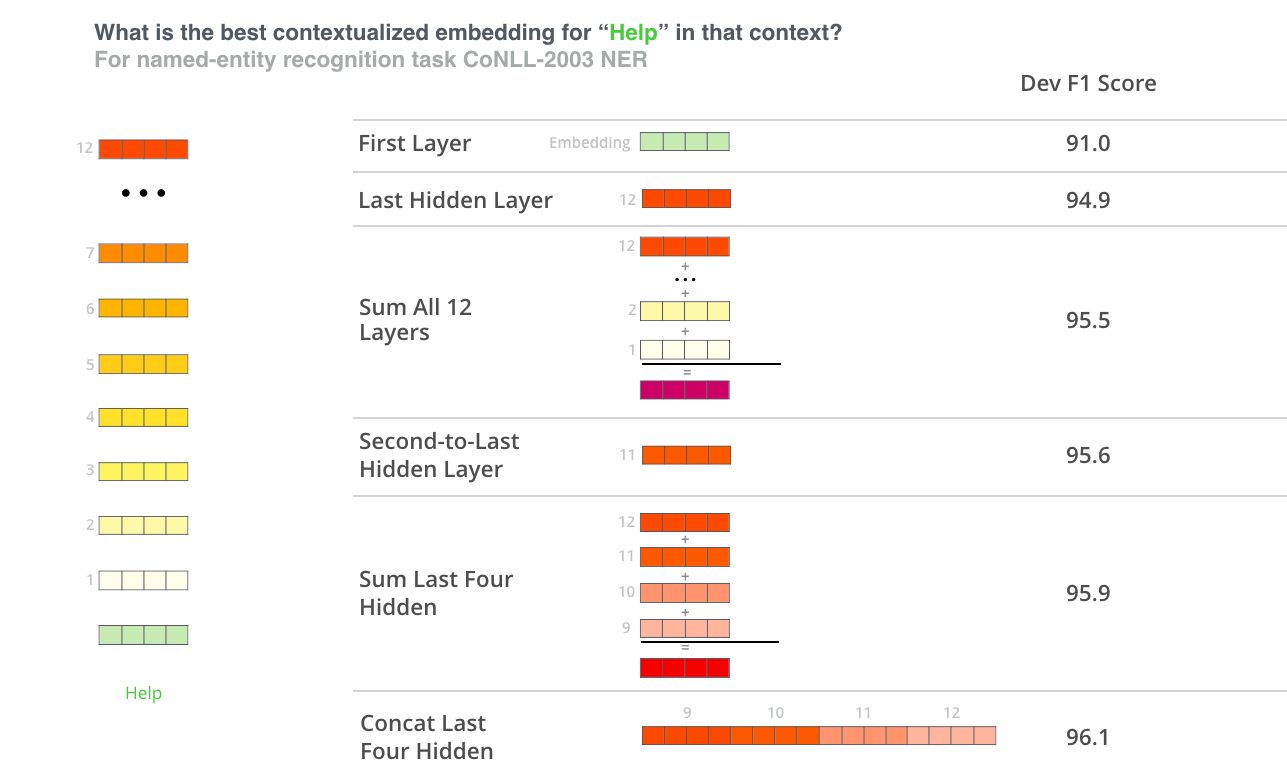 What is the best contextualized embedding for “Help” in that context?
For named-entity recognition task CoNLL-2003 NER
Dev F1 Score
12
• • •
7
6
5
4
3
2
1
Help
First Layer
Embedding
91.0
Last Hidden Layer
12
94.9
Sum All 12
Layers
12
+
• • •
+
2
+
1
=
95.5
Second-to-Last
Hidden Layer
11
95.6
Sum Last Four
Hidden
12
+
11
+
10
+
9
=
95.9
Concat Last
Four Hidden
9 10 11 12
96.1